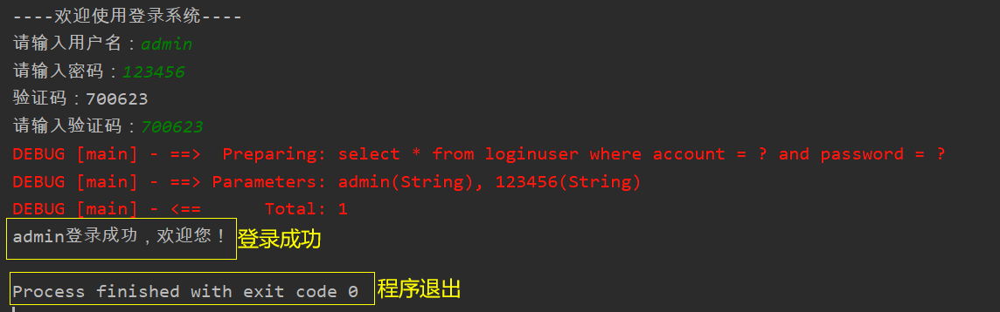 ----欢迎使用登录系统----
请输入用户名：admin
请输入密码：123456
验证码：700623
请输入验证码：700623
DEBUG [main] - ==>  Preparing: select * from loginuser where account = ? and password = ?
DEBUG [main] - ==> Parameters: admin(String), 123456(String)
DEBUG [main] - <==      Total: 1
admin登录成功，欢迎您！ 登录成功
Process finished with exit code 0 程序退出